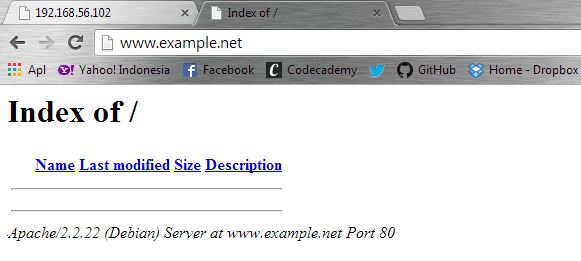 192.168.56.102 Index of /
www.example.net
Apl Yahoo! Indonesia Facebook Codecademy GitHub Home - Dropbox
Index of /
Name Last modified Size Description
Apache/2.2.22 (Debian) Server at www.example.net Port 80